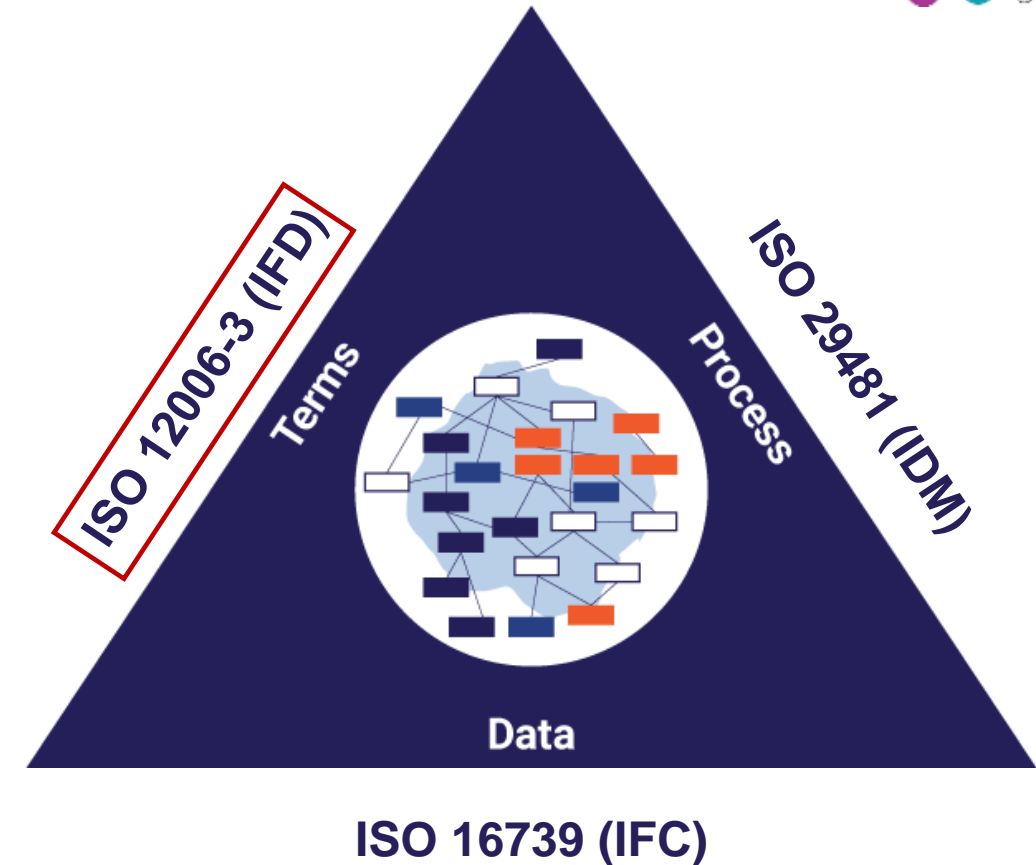 ISO 12006-3 (IFD)
Terms
Process
ISO 29481 (IDM)
Data
ISO 16739 (IFC)